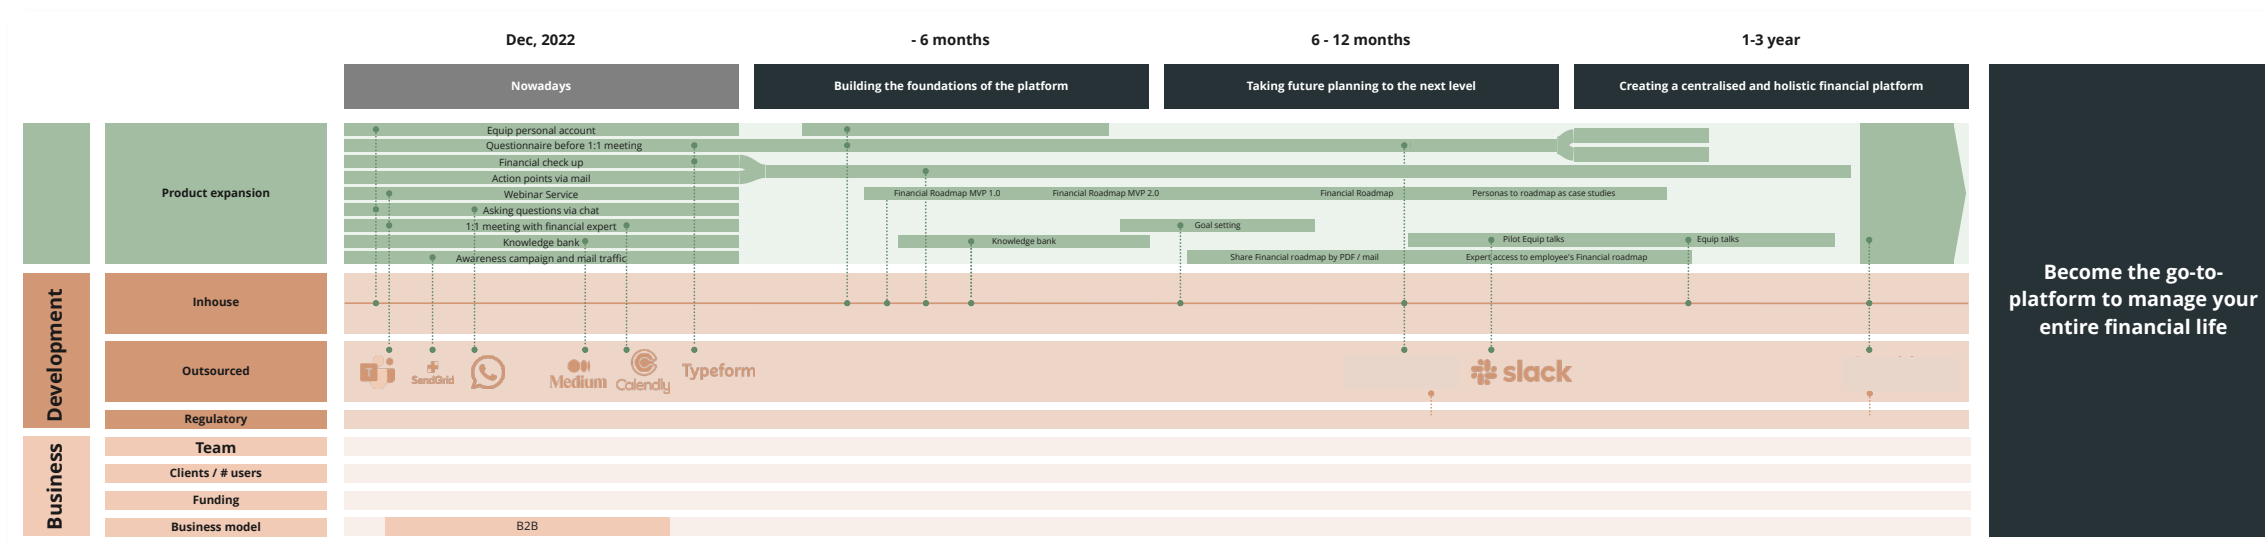 Dec, 2022
- 6 months
6 - 12 months
1-3 year
Nowadays
Building the foundations of the platform
Taking future planning to the next level
Creating a centralised and holistic financial platform
Product expansion
Equip personal account
Questionnaire before 1:1 meeting
Financial check up
Action points via mail
Webinar Service
Financial Roadmap MVP 1.0
Financial Roadmap MVP 2.0
Financial Roadmap
Personas to roadmap as case studies
Asking questions via chat
1:1 meeting with financial expert
Goal setting
Knowledge bank
Knowledge bank
Pilot Equip talks
Equip talks
Awareness campaign and mail traffic
Share Financial roadmap by PDF / mail
Expert access to employee's Financial roadmap
Become the go-to-
platform to manage your
entire financial life
Development
Inhouse
Outsourced
T
SendGrid
Medium
Calendly
Typeform
slack
Regulatory
Business
Team
Clients / # users
Funding
Business model
B2B